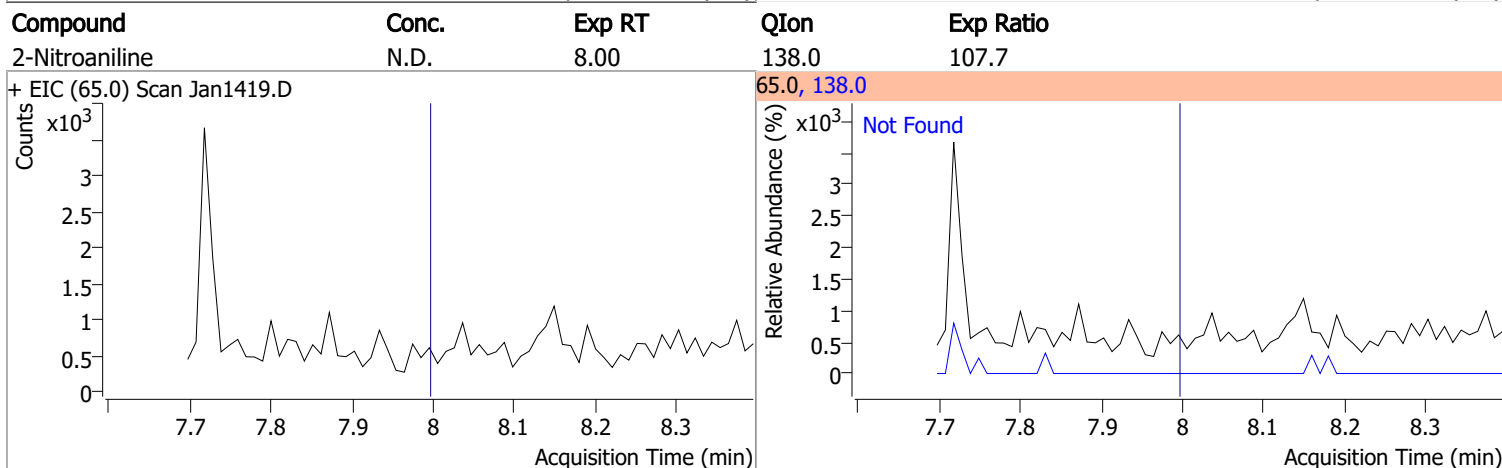 Compound Conc. Exp RT QIon Exp Ratio
2-Nitroaniline N.D. 8.00 138.0 107.7
+ EIC (65.0) Scan Jan1419.D
Counts
x10³
3
2.5
2
1.5
1
0.5
0
7.7 7.8 7.9 8 8.1 8.2 8.3
Acquisition Time (min)
65.0, 138.0
Relative Abundance (%)
x10³
Not Found
3
2.5
2
1.5
1
0.5
0
7.7 7.8 7.9 8 8.1 8.2 8.3
Acquisition Time (min)